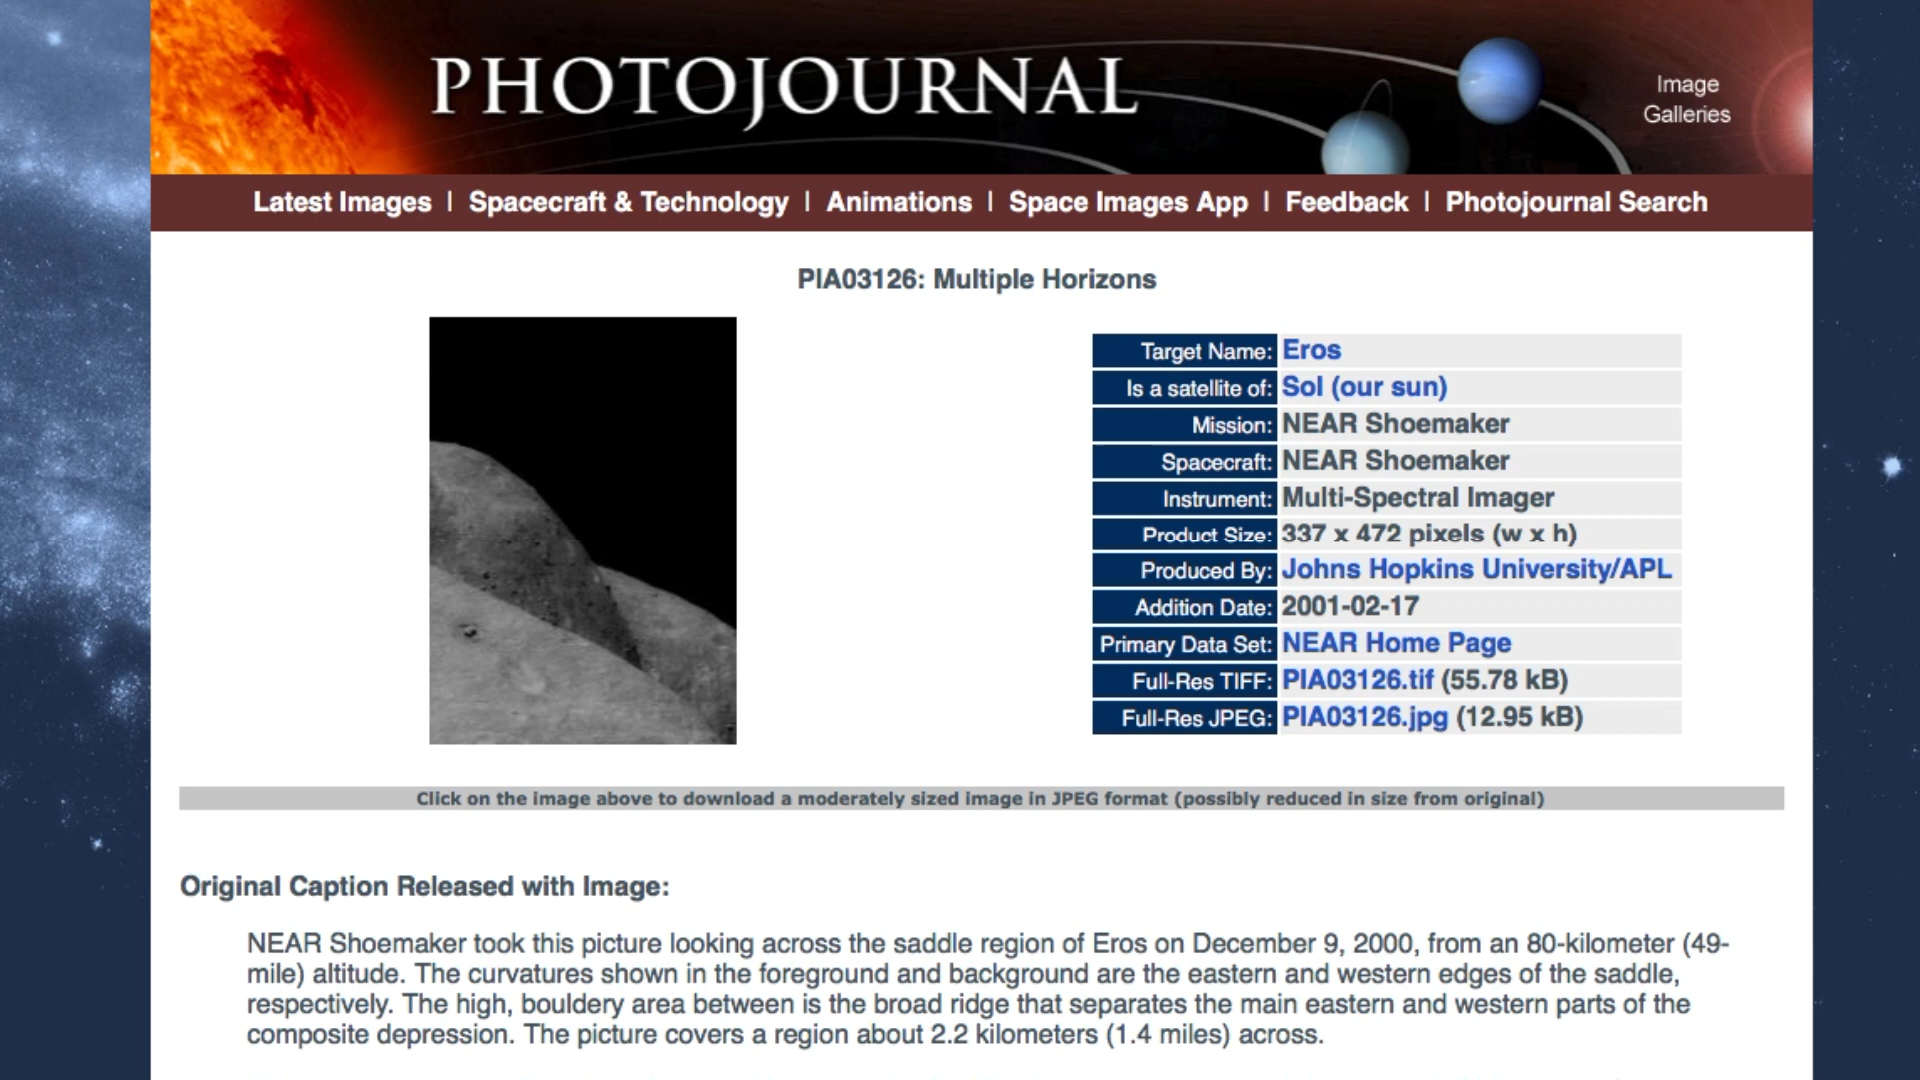 PHOTOJOURNAL
Image
Galleries
Latest Images | Spacecraft & Technology | Animations | Space Images App | Feedback | Photojournal Search
PIA03126: Multiple Horizons
Target Name: Eros
Is a satellite of: Sol (our sun)
Mission: NEAR Shoemaker
Spacecraft: NEAR Shoemaker
Instrument: Multi-Spectral Imager
Product Size: 337 x 472 pixels (w x h)
Produced By: Johns Hopkins University/APL
Addition Date: 2001-02-17
Primary Data Set: NEAR Home Page
Full-Res TIFF: PIA03126.tif (55.78 kB)
Full-Res JPEG: PIA03126.jpg (12.95 kB)
Click on the image above to download a moderately sized image in JPEG format (possibly reduced in size from original)
Original Caption Released with Image:
NEAR Shoemaker took this picture looking across the saddle region of Eros on December 9, 2000, from an 80-kilometer (49-
mile) altitude. The curvatures shown in the foreground and background are the eastern and western edges of the saddle,
respectively. The high, bouldery area between is the broad ridge that separates the main eastern and western parts of the
composite depression. The picture covers a region about 2.2 kilometers (1.4 miles) across.